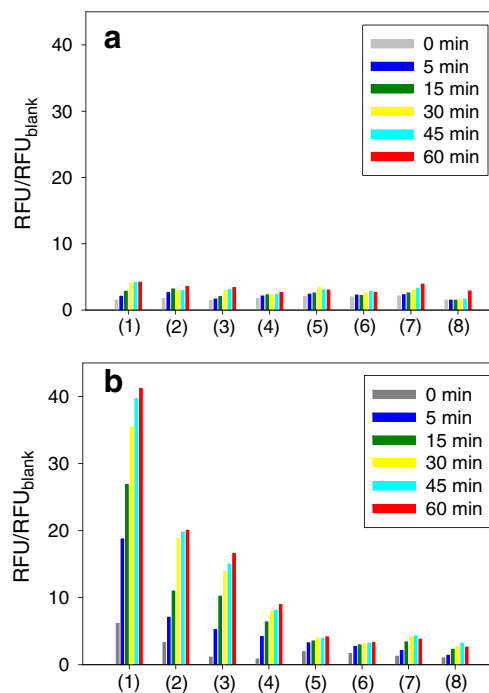 a
40
30
20
10
0
RFU/RFU_blank
0 min
5 min
15 min
30 min
45 min
60 min
(1) (2) (3) (4) (5) (6) (7) (8)
b
40
30
20
10
0
RFU/RFU_blank
0 min
5 min
15 min
30 min
45 min
60 min
(1) (2) (3) (4) (5) (6) (7) (8)